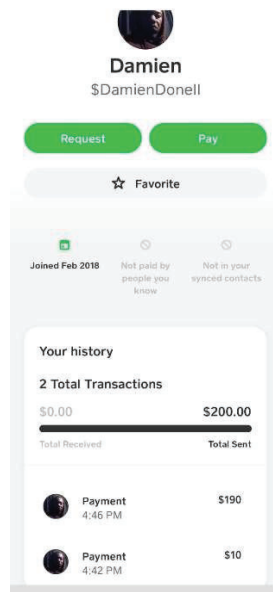 Damien
$DamienDonell
Request Pay
Favorite
Joined Feb 2018
Not paid by people you know
Not in your synced contacts
Your history
2 Total Transactions
$0.00 $200.00
Total Received Total Sent
Payment $190
4:46 PM
Payment $10
4:42 PM